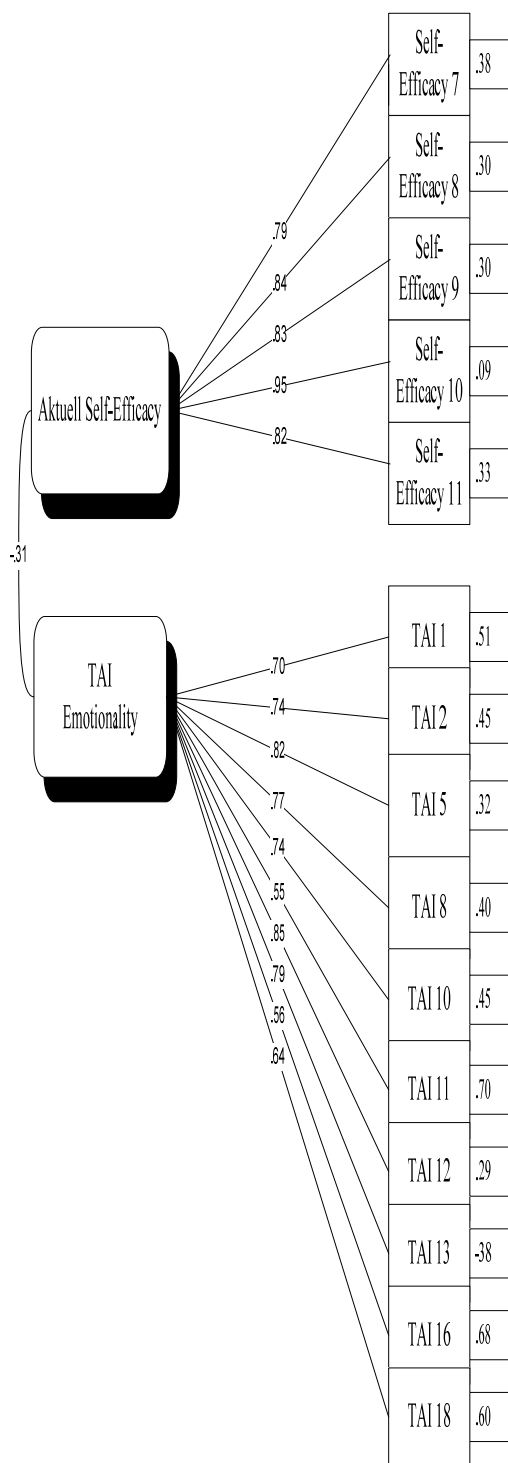 Self-
Efficacy 7
.38
Self-
Efficacy 8
.30
.79
.84
Self-
Efficacy 9
.30
.83
Self-
Efficacy 10
.09
.95
Aktuell Self-Efficacy
.82
Self-
Efficacy 11
.33
-.31
TAI
Emotionality
.70
TAI 1
.51
.74
TAI 2
.45
.82
TAI 5
.32
.77
.74
TAI 8
.40
.55
.85
.79
TAI 10
.45
.56
.64
TAI 11
.70
TAI 12
.29
TAI 13
-38
TAI 16
.68
TAI 18
.60